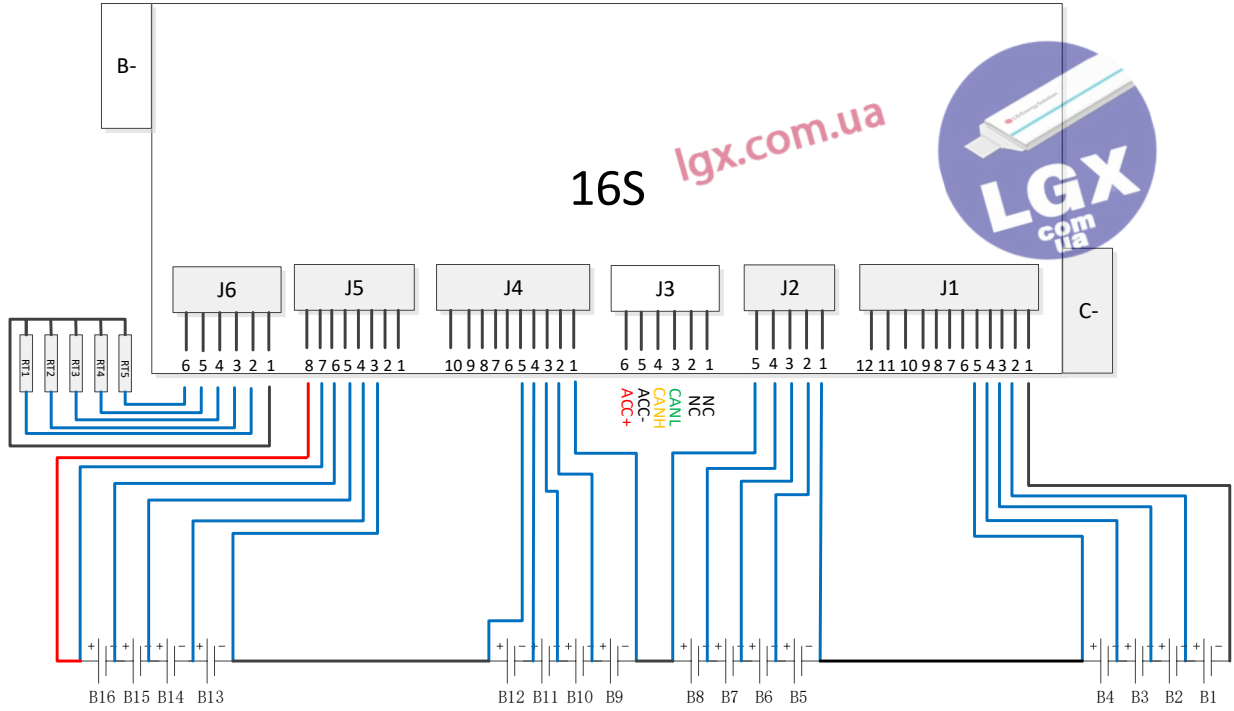 B-
lgx.com.ua
16S
LGX
com
ua
J6
J5
J4
J3
J2
J1
C-
RT1
RT2
RT3
RT4
RT5
6 5 4 3 2 1
8 7 6 5 4 3 2 1
10 9 8 7 6 5 4 3 2 1
6 5 4 3 2 1
5 4 3 2 1
12 11 10 9 8 7 6 5 4 3 2 1
ACC+
ACC-
CANH
CANL
NC
NC
+ - + - + - + -
+ - + - + - + -
+ - + - + - + -
+ - + - + - + -
B16 B15 B14 B13
B12 B11 B10 B9
B8 B7 B6 B5
B4 B3 B2 B1